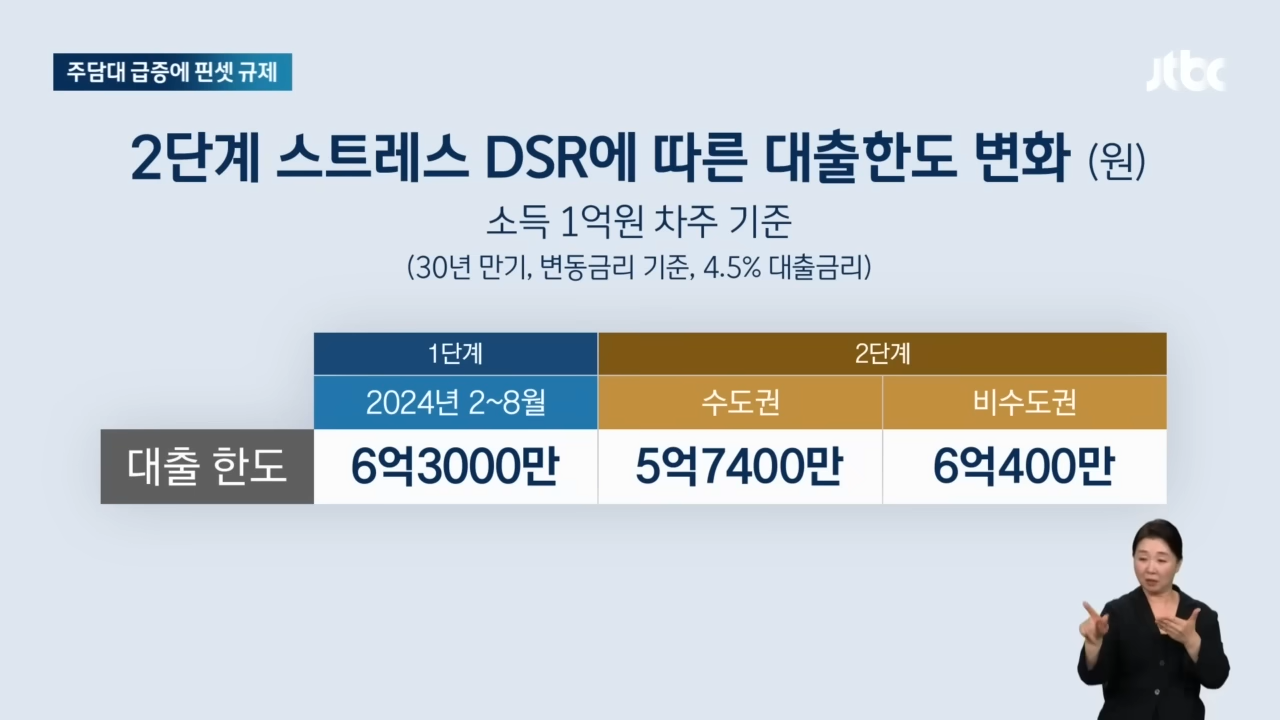 주담대 급증에 핀셋 규제
jtbc
2단계 스트레스 DSR에 따른 대출한도 변화 (원)
소득 1억원 차주 기준
(30년 만기, 변동금리 기준, 4.5% 대출금리)
1단계 2단계
2024년 2~8월 수도권 비수도권
대출 한도 6억3000만 5억7400만 6억400만